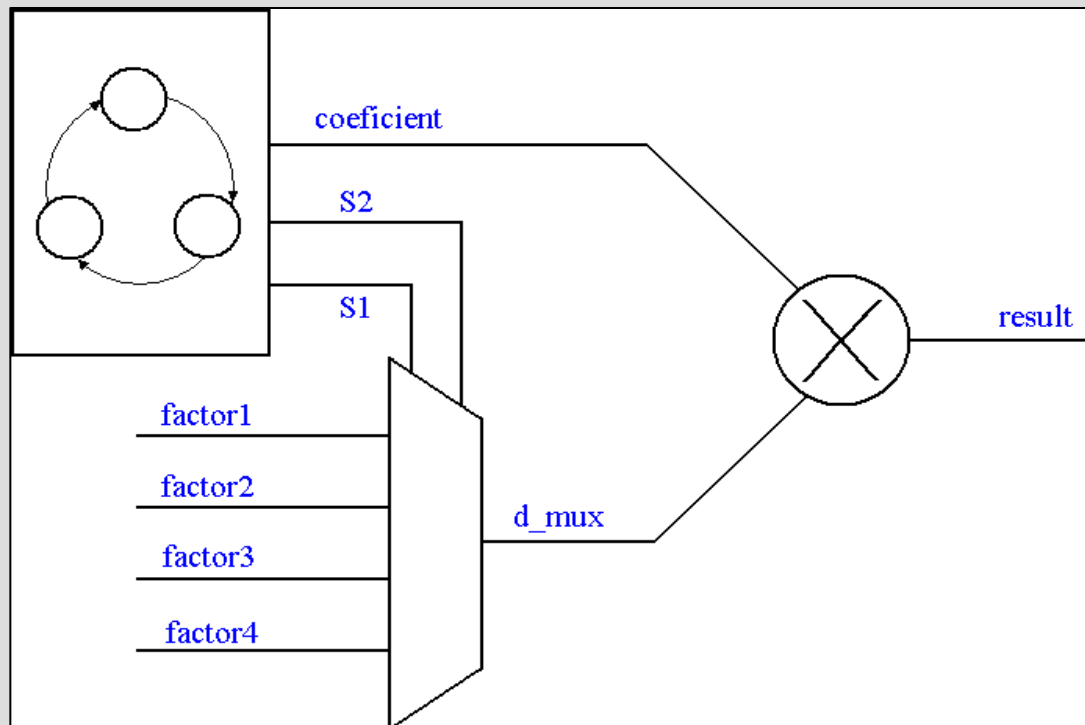 coeficient
S2
S1
result
factor1
factor2
d_mux
factor3
factor4